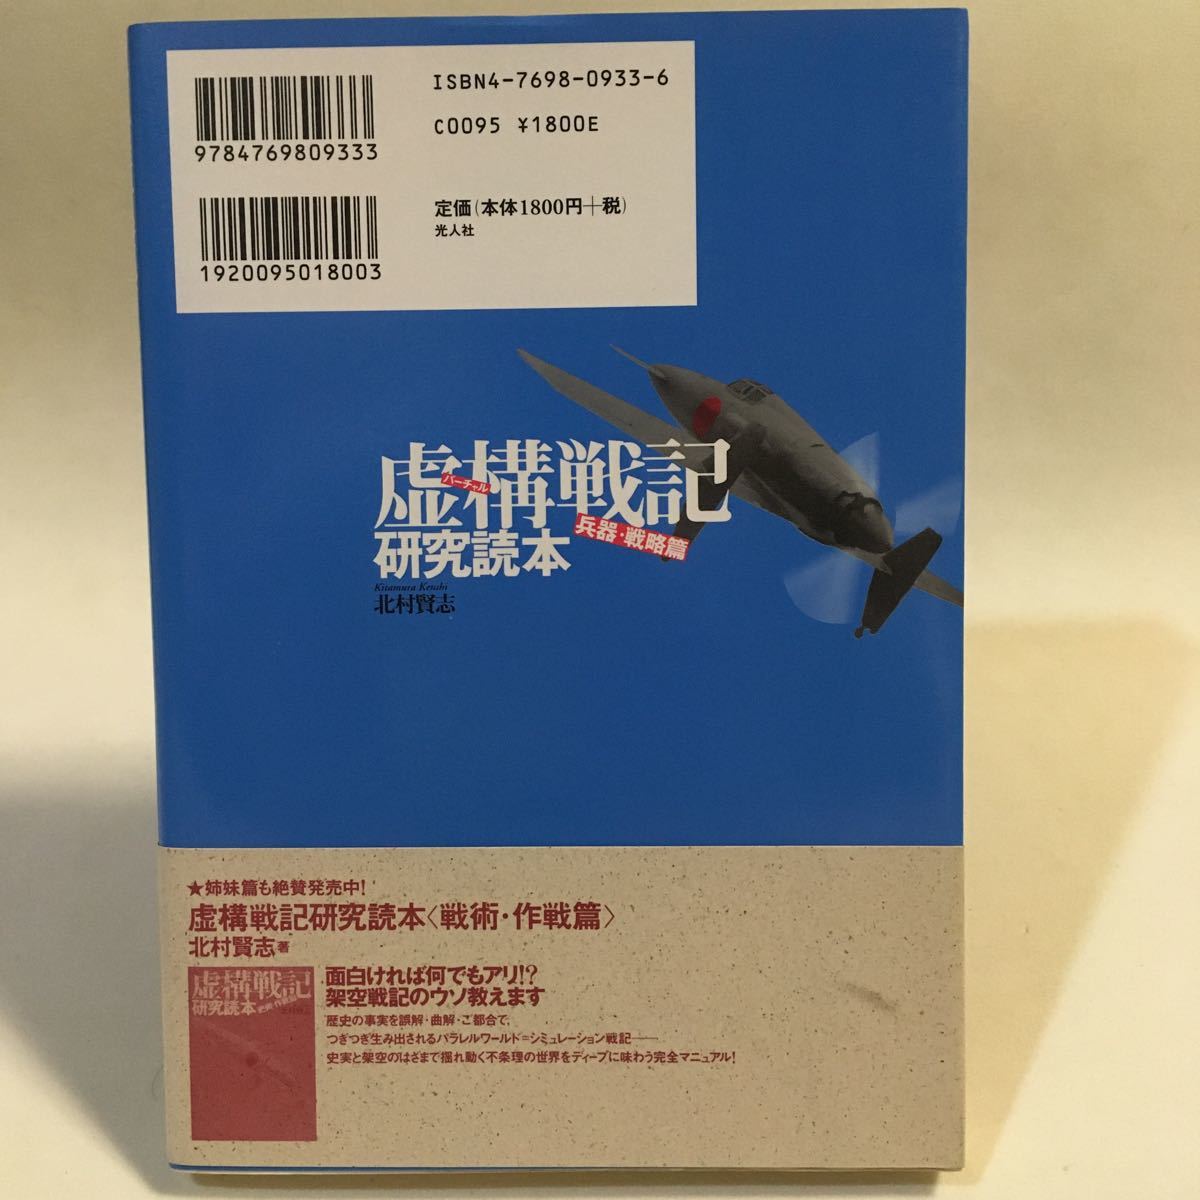 ISBN4-7698-0933-6
C0095 ¥1800E
9784769809333
定価(本体1800円+税)
光人社
1920095018003
虚構戦記
バーチャル
兵器・戦略篇
研究読本
Kitamura Kenshi
北村賢志
★姉妹篇も絶賛発売中!
虚構戦記研究読本〈戦術・作戦篇〉
北村賢志著
面白ければ何でもアリ!?
架空戦記のウソ教えます
歴史の事実を誤解・曲解・ご都合で、
つぎつぎ生み出されるパラレルワールド=シミュレーション戦記――
史実と架空のはざまで揺れ動く不条理の世界をディープに味わう完全マニュアル!
虚構戦記
研究読本